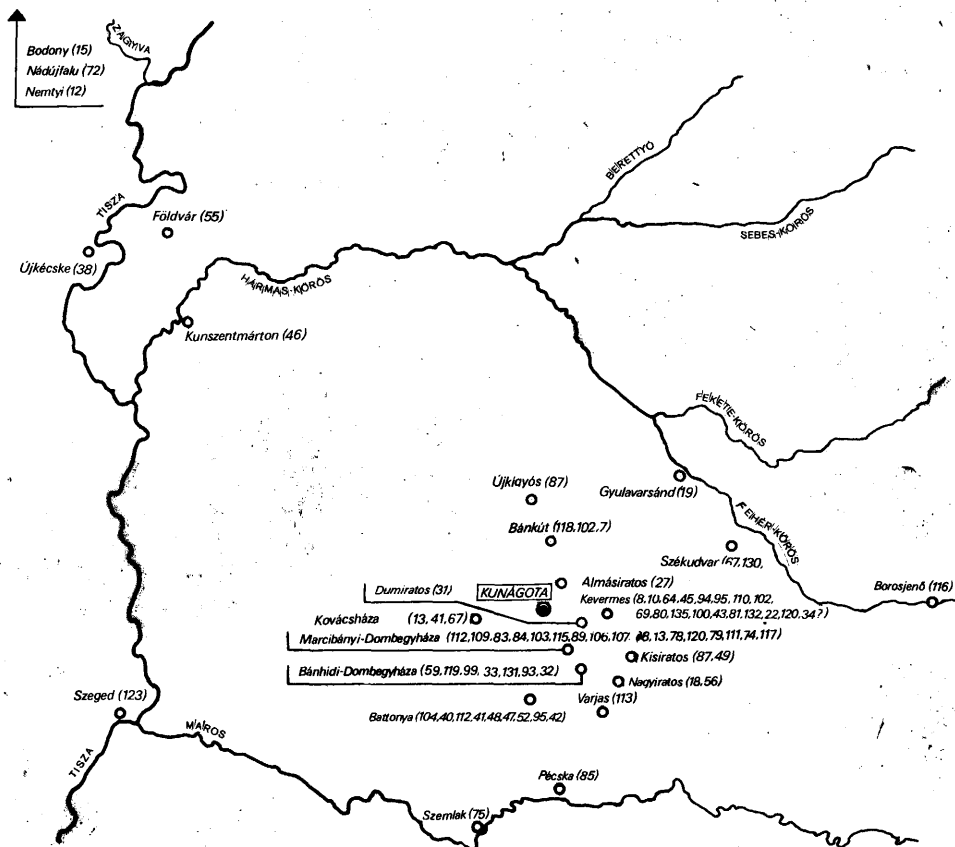 ZAGYVA
Bodony (15)
Nádújfalu (72)
Nemtyi (12)
BERETTYÓ
TISZA
Földvár (55)
SEBES-KÖRÖS
Újkécske (38)
HÁRMAS-KÖRÖS
Kunszentmárton (46)
FEKETE-KÖRÖS
Újkigyós (87)
Gyulavarsánd (19)
FEHÉR-KÖRÖS
Bánkút (118,102,7)
Székudvar (67,130,
Almásiratos (27)
Dumiratos (31)
KUNÁGOTA
Kevermes (8,10,64,45,94,95,110,102,
69,80,135,100,43,81,132,22,120,34?)
Borosjenő (116)
Kovácsháza (13,41,67)
Marcibányi-Dombegyháza (112,109,83,84,103,115,89,106,107, 8,13,78,120,79,111,74,117)
Kisiratos (87,49)
Bánhidi-Dombegyháza (59,119,99, 33,131,93,32)
Nagyiratos (18,56)
Szeged (123)
Varjas (113)
Battonya (104,40,112,41,48,47,52,95,42)
MAROS
TISZA
Pécska (85)
Szemlak (75)